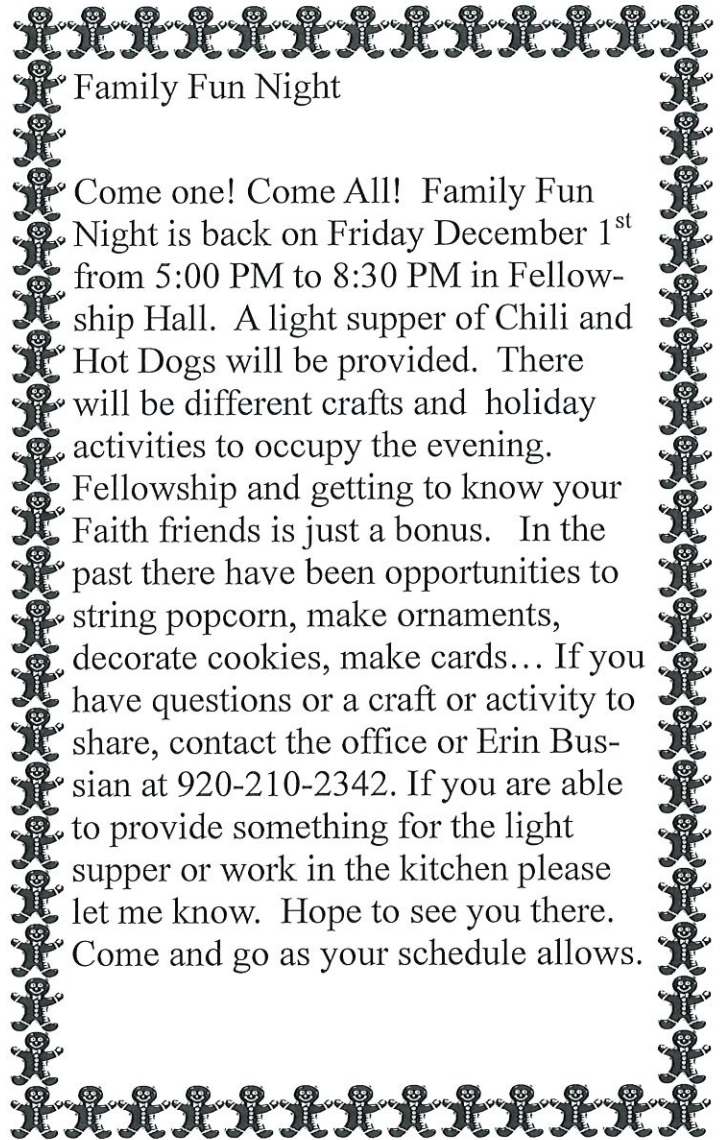 Family Fun Night
Come one! Come All!  Family Fun
Night is back on Friday December 1st
from 5:00 PM to 8:30 PM in Fellow-
ship Hall.  A light supper of Chili and
Hot Dogs will be provided.  There
will be different crafts and  holiday
activities to occupy the evening.
Fellowship and getting to know your
Faith friends is just a bonus.   In the
past there have been opportunities to
string popcorn, make ornaments,
decorate cookies, make cards… If you
have questions or a craft or activity to
share, contact the office or Erin Bus-
sian at 920-210-2342. If you are able
to provide something for the light
supper or work in the kitchen please
let me know.  Hope to see you there.
Come and go as your schedule allows.